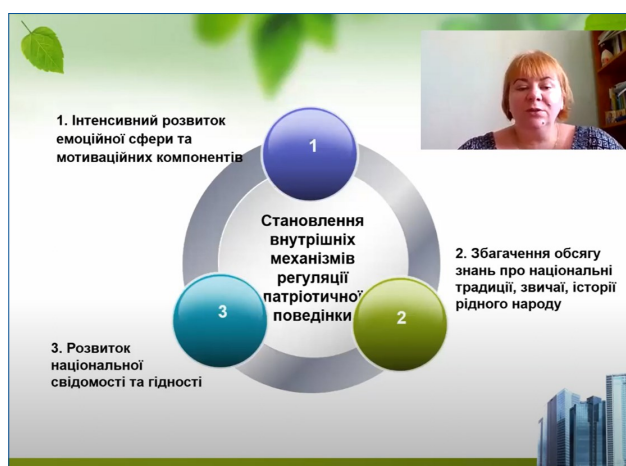 1. Інтенсивний розвиток
емоційної сфери та
мотиваційних компонентів
1
Становлення
внутрішніх
механізмів
регуляції
патріотичної
поведінки
2. Збагачення обсягу
знань про національні
традиції, звичаї, історії
рідного народу
2
3
3. Розвиток
національної
свідомості та гідності